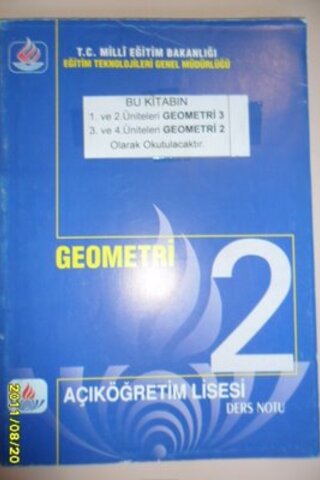 T.C. MİLLÎ EĞİTİM BAKANLIĞI
EĞİTİM TEKNOLOJİLERİ GENEL MÜDÜRLÜĞÜ
BU KİTABIN
1. ve 2.Üniteleri GEOMETRİ 3
3. ve 4.Üniteleri GEOMETRİ 2
Olarak Okutulacaktır.
GEOMETRİ
2
AÇIKÖĞRETİM LİSESİ
DERS NOTU
2011/08/20